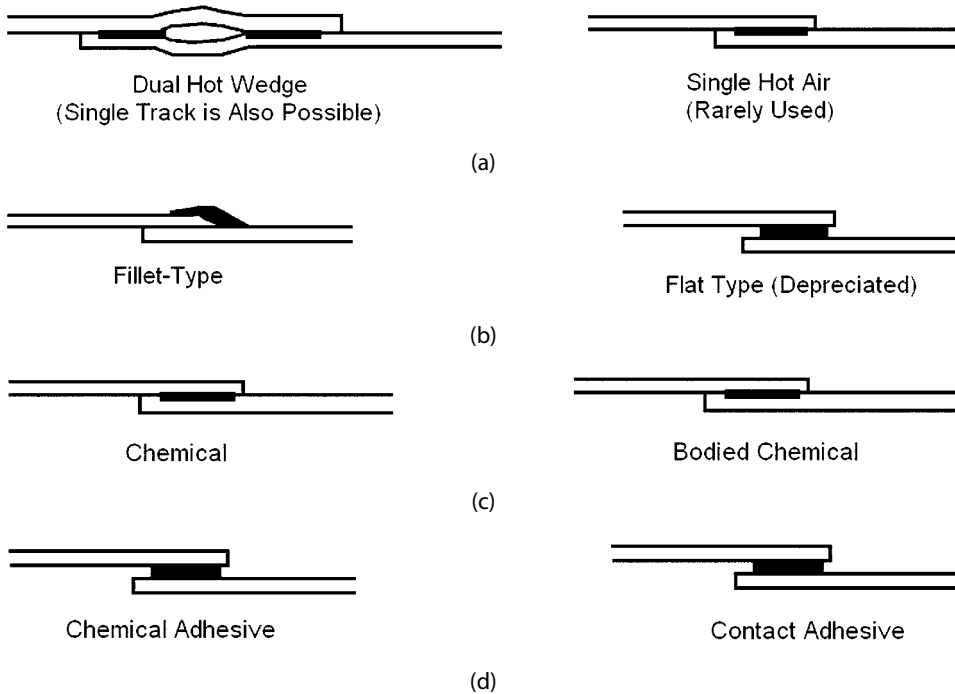 Dual Hot Wedge
(Single Track is Also Possible)
Single Hot Air
(Rarely Used)
(a)
Fillet-Type
Flat Type (Depreciated)
(b)
Chemical
Bodied Chemical
(c)
Chemical Adhesive
Contact Adhesive
(d)